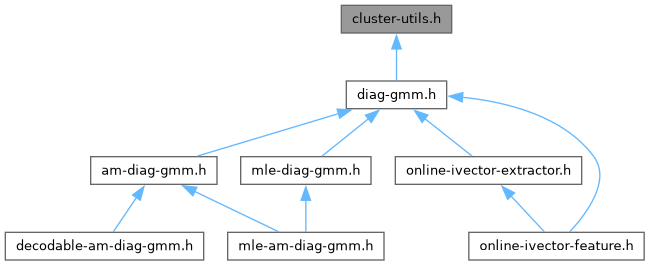 cluster-utils.h
diag-gmm.h
am-diag-gmm.h
mle-diag-gmm.h
online-ivector-extractor.h
decodable-am-diag-gmm.h
mle-am-diag-gmm.h
online-ivector-feature.h